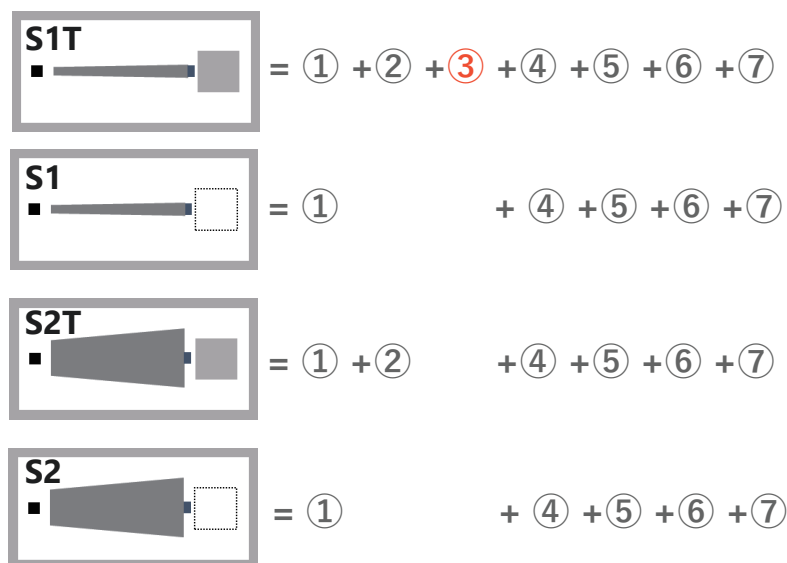 S1T
= ① +② +③ +④ +⑤ +⑥ +⑦
S1
= ① + ④ +⑤ +⑥ +⑦
S2T
= ① +② +④ +⑤ +⑥ +⑦
S2
= ① + ④ +⑤ +⑥ +⑦